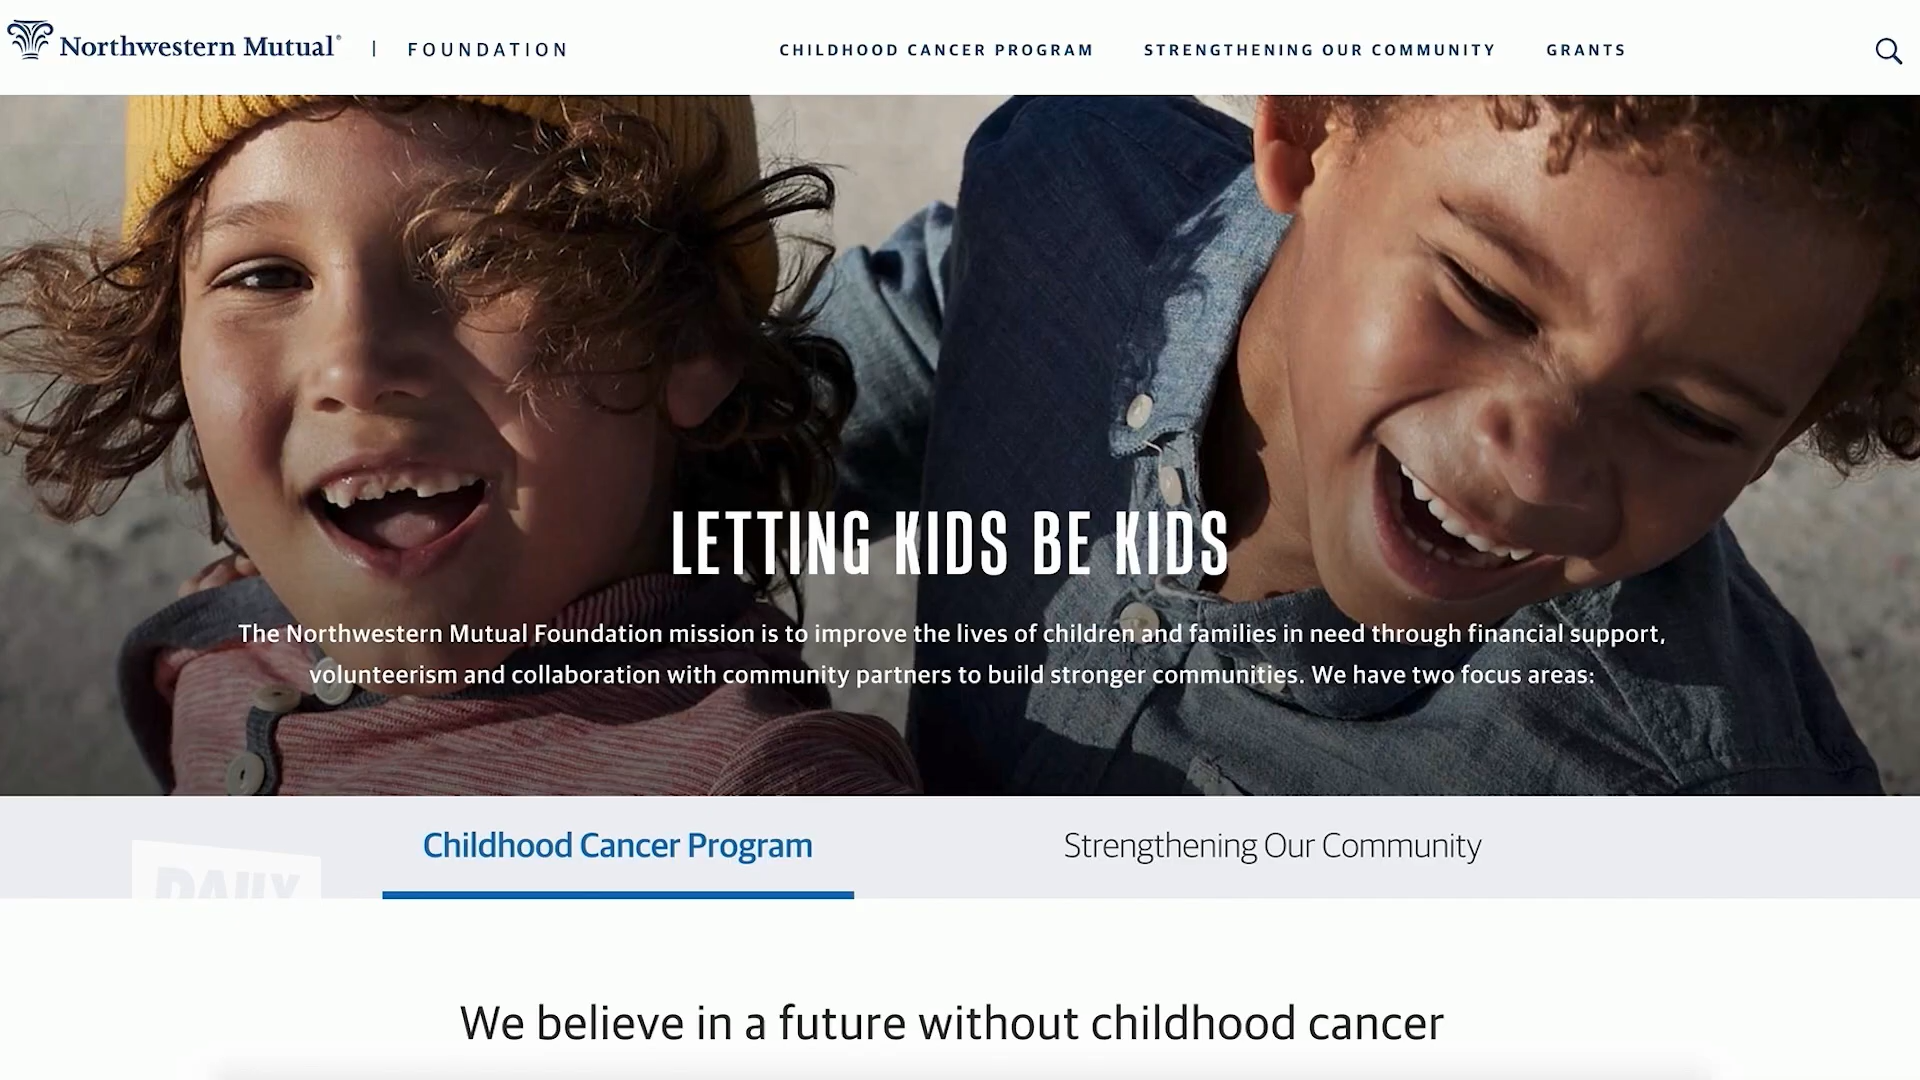 Northwestern Mutual® | FOUNDATION
CHILDHOOD CANCER PROGRAM
STRENGTHENING OUR COMMUNITY
GRANTS
LETTING KIDS BE KIDS
The Northwestern Mutual Foundation mission is to improve the lives of children and families in need through financial support,
volunteerism and collaboration with community partners to build stronger communities. We have two focus areas:
Childhood Cancer Program
Strengthening Our Community
DAILY
We believe in a future without childhood cancer